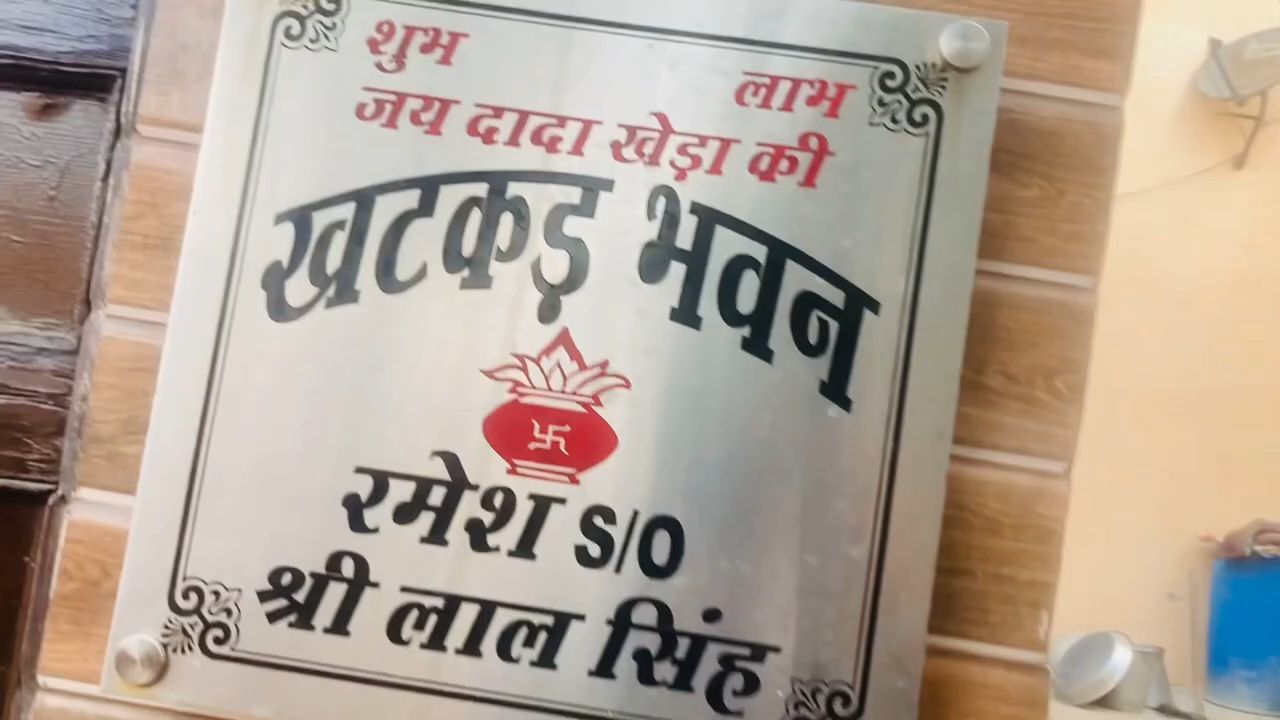 शुभ लाभ
जय दादा खेड़ा की
खटकड़ भवन
रमेश S/O
श्री लाल सिंह